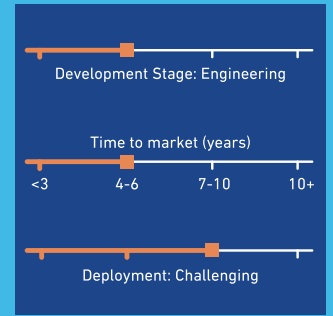 Development Stage: Engineering
Time to market (years)
<3 4-6 7-10 10+
Deployment: Challenging